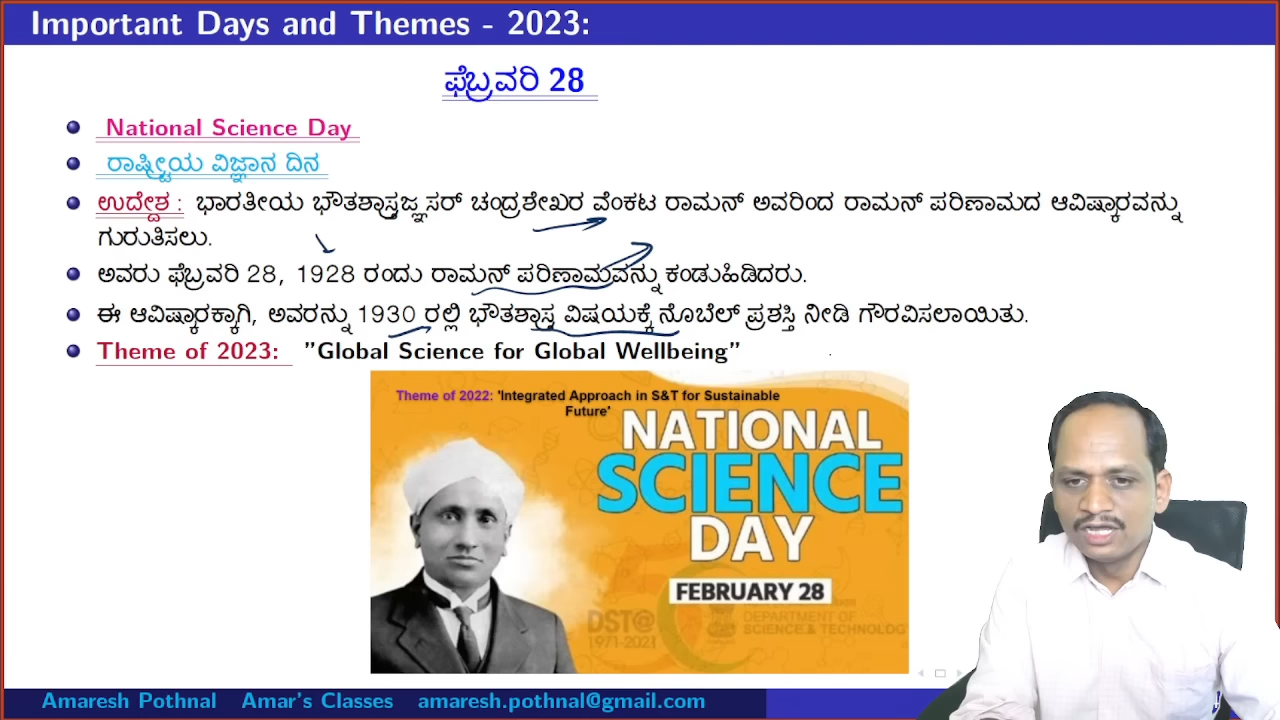 Important Days and Themes - 2023:
ಫೆಬ್ರವರಿ 28
National Science Day
ರಾಷ್ಟ್ರೀಯ ವಿಜ್ಞಾನ ದಿನ
ಉದ್ದೇಶ : ಭಾರತೀಯ ಭೌತಶಾಸ್ತ್ರಜ್ಞಸರ್ ಚಂದ್ರಶೇಖರ ವೆಂಕಟ ರಾಮನ್ ಅವರಿಂದ ರಾಮನ್ ಪರಿಣಾಮದ ಆವಿಷ್ಕಾರವನ್ನು
ಗುರುತಿಸಲು.
ಅವರು ಫೆಬ್ರವರಿ 28, 1928 ರಂದು ರಾಮನ್ ಪರಿಣಾಮವನ್ನು ಕಂಡುಹಿಡಿದರು.
ಈ ಆವಿಷ್ಕಾರಕ್ಕಾಗಿ, ಅವರನ್ನು 1930 ರಲ್ಲಿ ಭೌತಶಾಸ್ತ್ರ ವಿಷಯಕ್ಕೆ ನೊಬೆಲ್ ಪ್ರಶಸ್ತಿ ನೀಡಿ ಗೌರವಿಸಲಾಯಿತು.
Theme of 2023: ”Global Science for Global Wellbeing”
Theme of 2022: 'Integrated Approach in S&T for Sustainable
Future'
NATIONAL
SCIENCE
DAY
FEBRUARY 28
DST@
1971-2021
DEPARTMENT OF
SCIENCE & TECHNOLOGY
Amaresh Pothnal Amar's Classes amaresh.pothnal@gmail.com